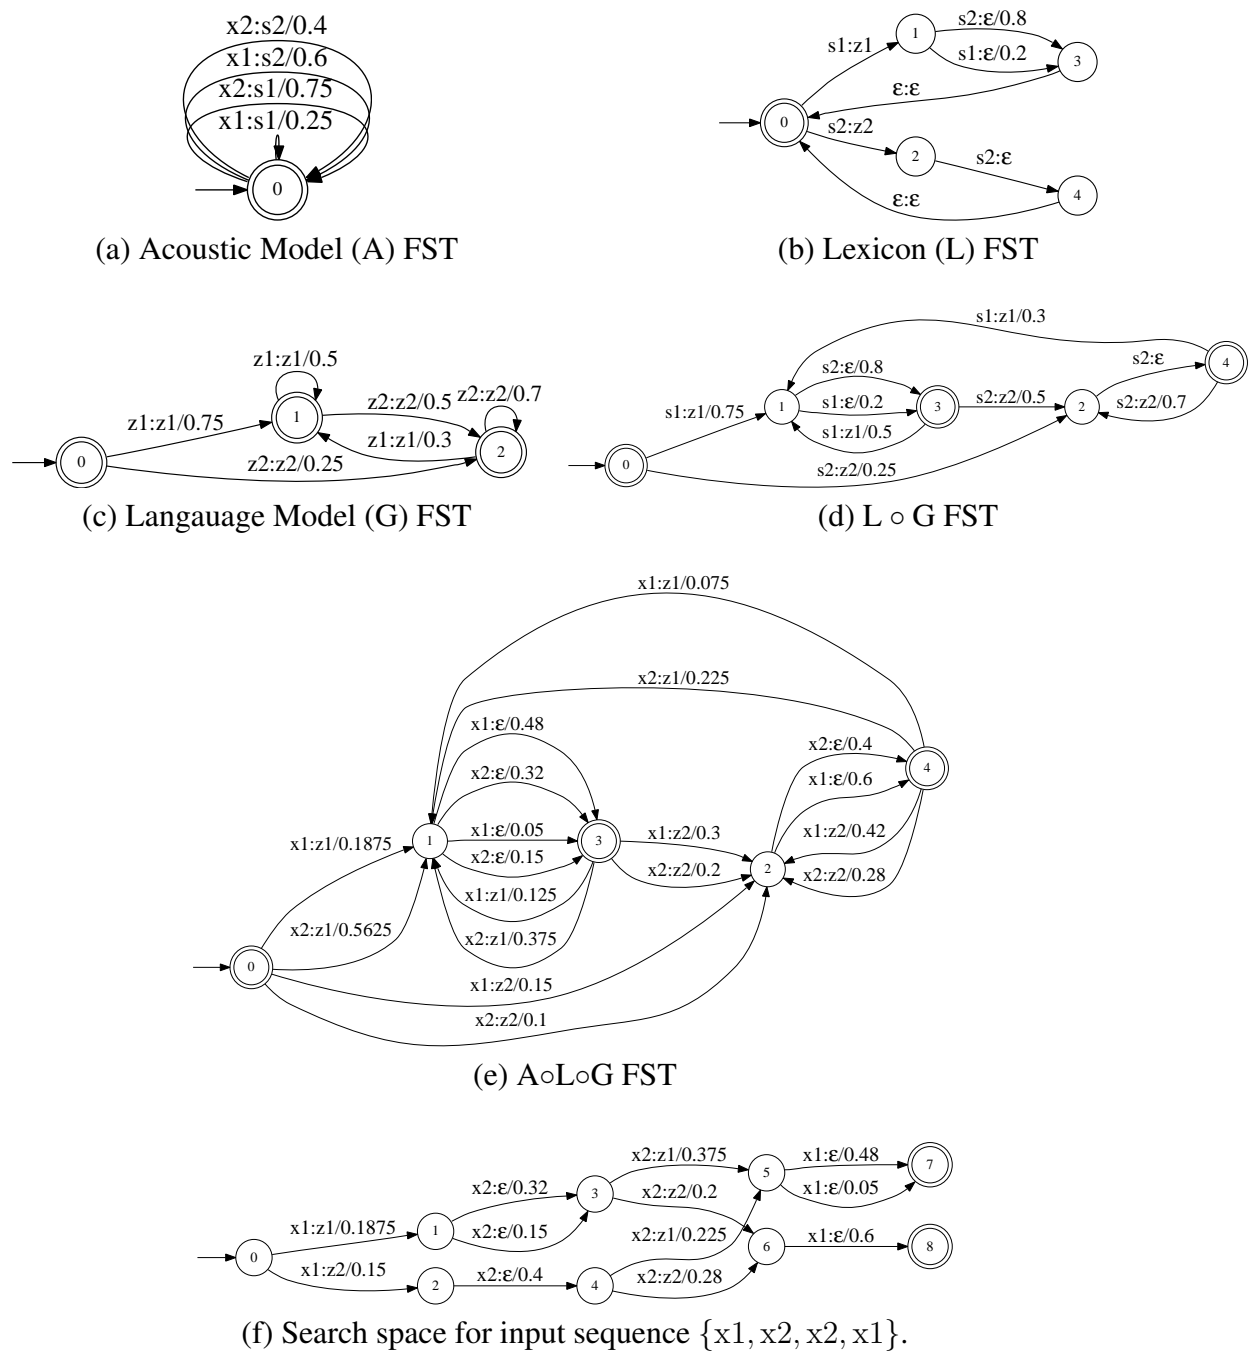 x2:s2/0.4
x1:s2/0.6
x2:s1/0.75
x1:s1/0.25
0
(a) Acoustic Model (A) FST
s1:z1
1
s2:ε/0.8
s1:ε/0.2
3
ε:ε
0
s2:z2
2
s2:ε
4
ε:ε
(b) Lexicon (L) FST
z1:z1/0.5
z1:z1/0.75
1
z2:z2/0.5
z2:z2/0.7
z1:z1/0.3
0
z2:z2/0.25
2
(c) Langauage Model (G) FST
s1:z1/0.3
s2:ε/0.8
s2:ε
4
s1:z1/0.75
1
s1:ε/0.2
3
s2:z2/0.5
2
s2:z2/0.7
s1:z1/0.5
0
s2:z2/0.25
(d) L ∘ G FST
x1:z1/0.075
x2:z1/0.225
x1:ε/0.48
x2:ε/0.4
x2:ε/0.32
x1:ε/0.6
4
x1:z1/0.1875
1
x1:ε/0.05
3
x1:z2/0.3
x1:z2/0.42
x2:ε/0.15
x2:z2/0.2
2
x2:z2/0.28
x1:z1/0.125
x2:z1/0.5625
x2:z1/0.375
0
x1:z2/0.15
x2:z2/0.1
(e) A∘L∘G FST
x2:z1/0.375
x1:ε/0.48
7
x2:ε/0.32
3
5
x1:ε/0.05
x1:z1/0.1875
1
x2:z2/0.2
x2:ε/0.15
x2:z1/0.225
0
6
x1:ε/0.6
8
x1:z2/0.15
2
x2:ε/0.4
4
x2:z2/0.28
(f) Search space for input sequence {x1, x2, x2, x1}.